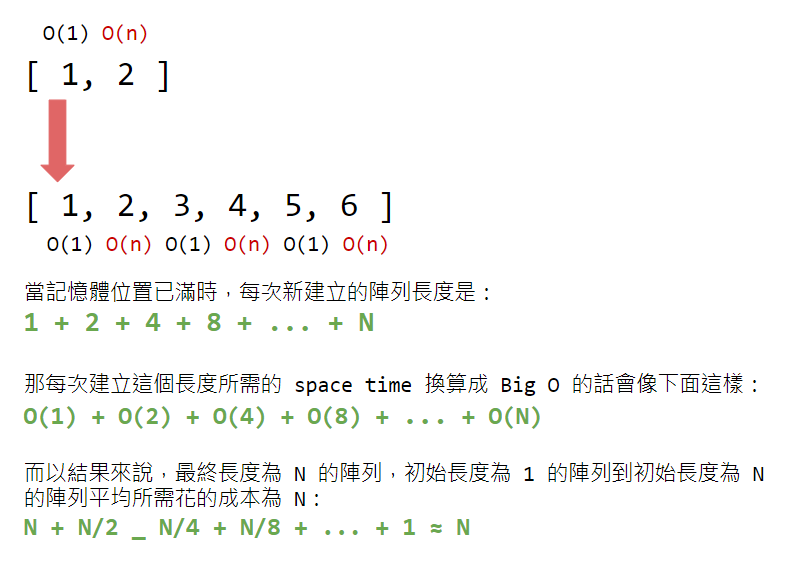 O(1) O(n)
[ 1, 2 ]
[ 1, 2, 3, 4, 5, 6 ]
O(1) O(n) O(1) O(n) O(1) O(n)
當記憶體位置已滿時，每次新建立的陣列長度是：
1 + 2 + 4 + 8 + ... + N
那每次建立這個長度所需的 space time 換算成 Big O 的話會像下面這樣：
O(1) + O(2) + O(4) + O(8) + ... + O(N)
而以結果來說，最終長度為 N 的陣列，初始長度為 1 的陣列到初始長度為 N
的陣列平均所需花的成本為 N：
N + N/2 _ N/4 + N/8 + ... + 1 ≈ N